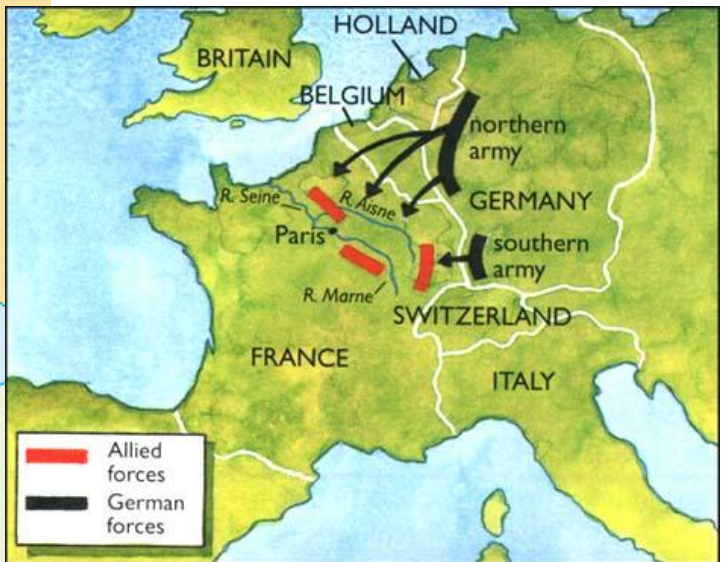 HOLLAND
BRITAIN
BELGIUM
northern
army
R. Seine
R. Aisne
GERMANY
Paris
southern
army
R. Marne
SWITZERLAND
FRANCE
ITALY
Allied
forces
German
forces